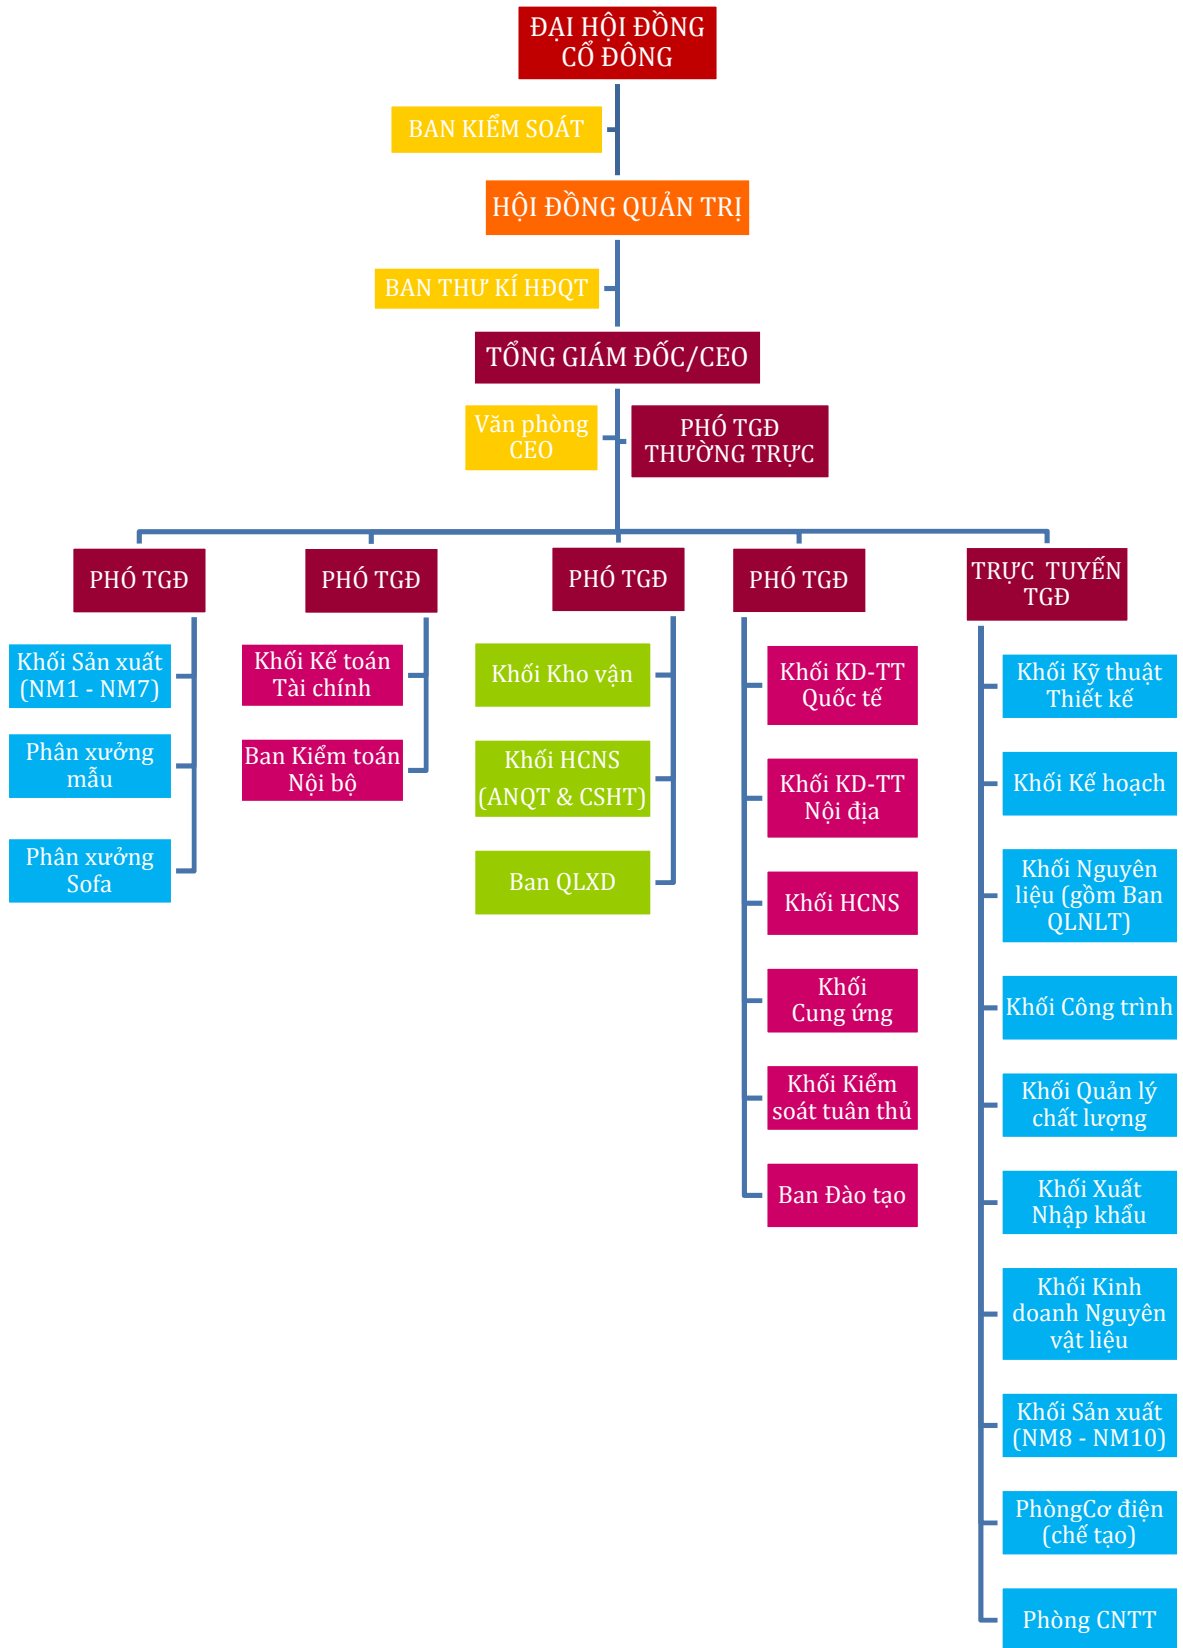 ĐẠI HỘI ĐỒNG
CỔ ĐÔNG
BAN KIỂM SOÁT
HỘI ĐỒNG QUẢN TRỊ
BAN THƯ KÍ HĐQT
TỔNG GIÁM ĐỐC/CEO
Văn phòng
CEO
PHÓ TGĐ
THƯỜNG TRỰC
PHÓ TGĐ
Khối Sản xuất
(NM1 - NM7)
Phân xưởng
mẫu
Phân xưởng
Sofa
PHÓ TGĐ
Khối Kế toán
Tài chính
Ban Kiểm toán
Nội bộ
PHÓ TGĐ
Khối Kho vận
Khối HCNS
(ANQT & CSHT)
Ban QLXD
PHÓ TGĐ
Khối KD-TT
Quốc tế
Khối KD-TT
Nội địa
Khối HCNS
Khối
Cung ứng
Khối Kiểm
soát tuân thủ
Ban Đào tạo
TRỰC TUYẾN
TGĐ
Khối Kỹ thuật
Thiết kế
Khối Kế hoạch
Khối Nguyên
liệu (gồm Ban
QLNLT)
Khối Công trình
Khối Quản lý
chất lượng
Khối Xuất
Nhập khẩu
Khối Kinh
doanh Nguyên
vật liệu
Khối Sản xuất
(NM8 - NM10)
PhòngCơ điện
(chế tạo)
Phòng CNTT